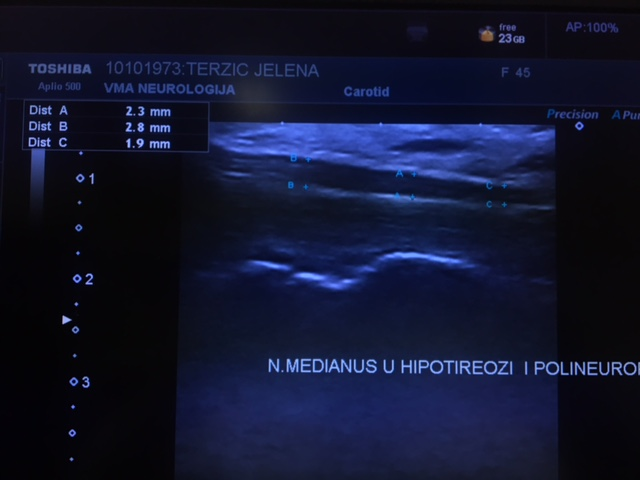 free
23GB
AP:100%
TOSHIBA
10101973:TERZIC JELENA
F 45
Aplio 500
VMA NEUROLOGIJA
Carotid
Precision
A Pur
Dist A 2.3 mm
Dist B 2.8 mm
Dist C 1.9 mm
B
A
C
B
C
1
2
3
N.MEDIANUS U HIPOTIREOZI I POLINEURO